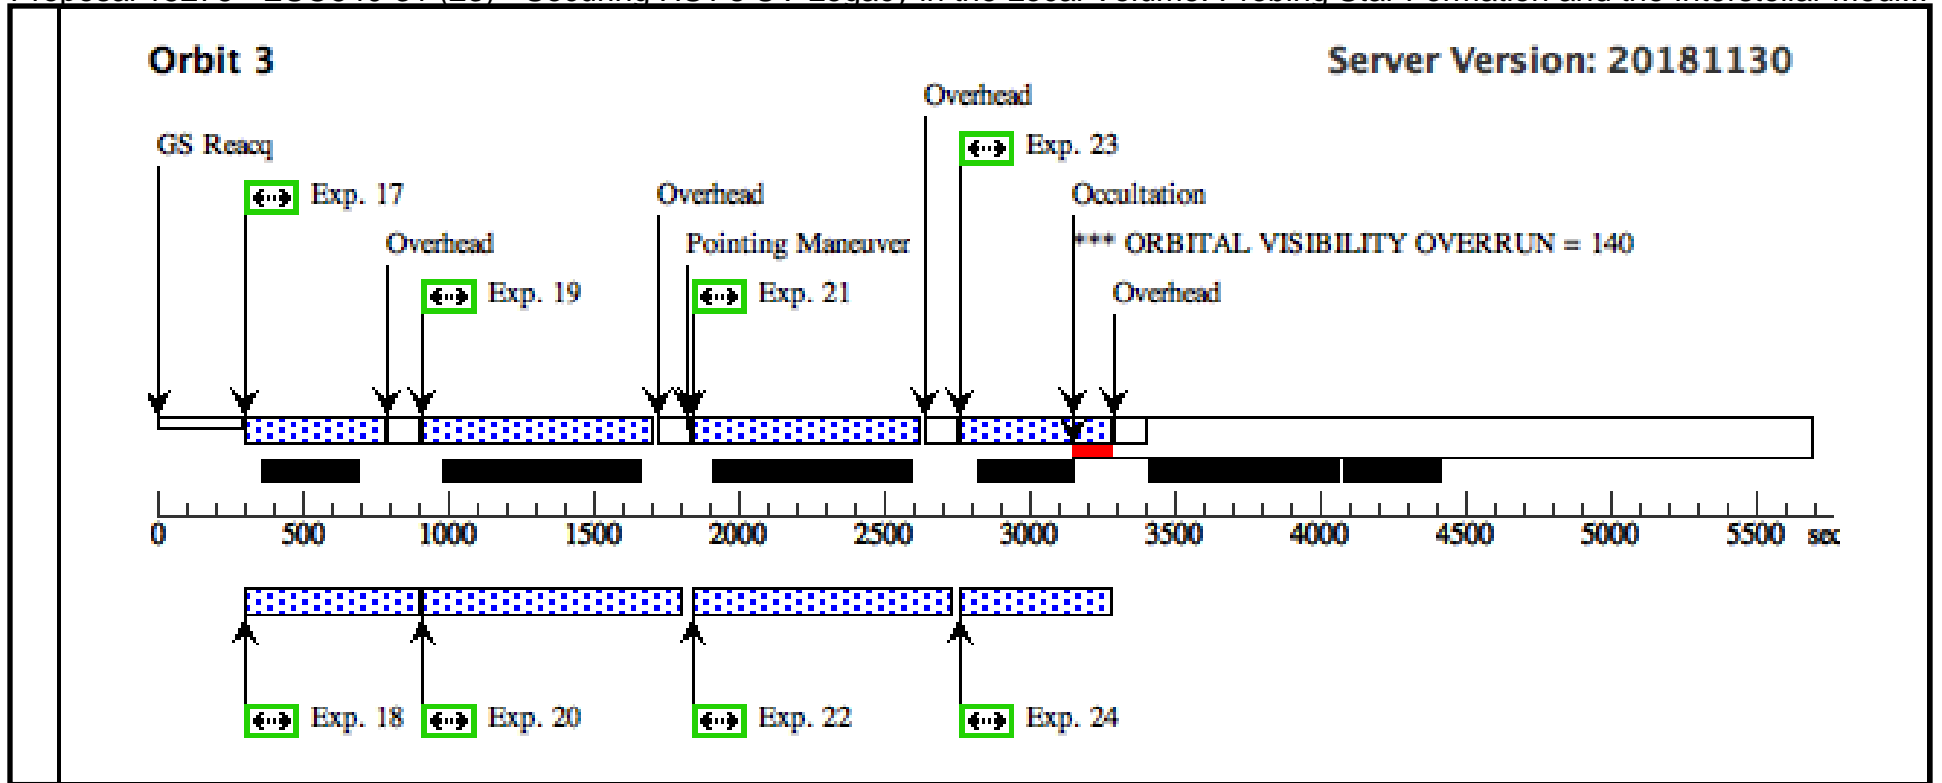 Orbit 3
Server Version: 20181130
Overhead
GS Reacq
Exp. 23
Exp. 17
Overhead
Occultation
Overhead
Pointing Maneuver
*** ORBITAL VISIBILITY OVERRUN = 140
Exp. 19
Exp. 21
Overhead
0 500 1000 1500 2000 2500 3000 3500 4000 4500 5000 5500 sec
Exp. 18
Exp. 20
Exp. 22
Exp. 24